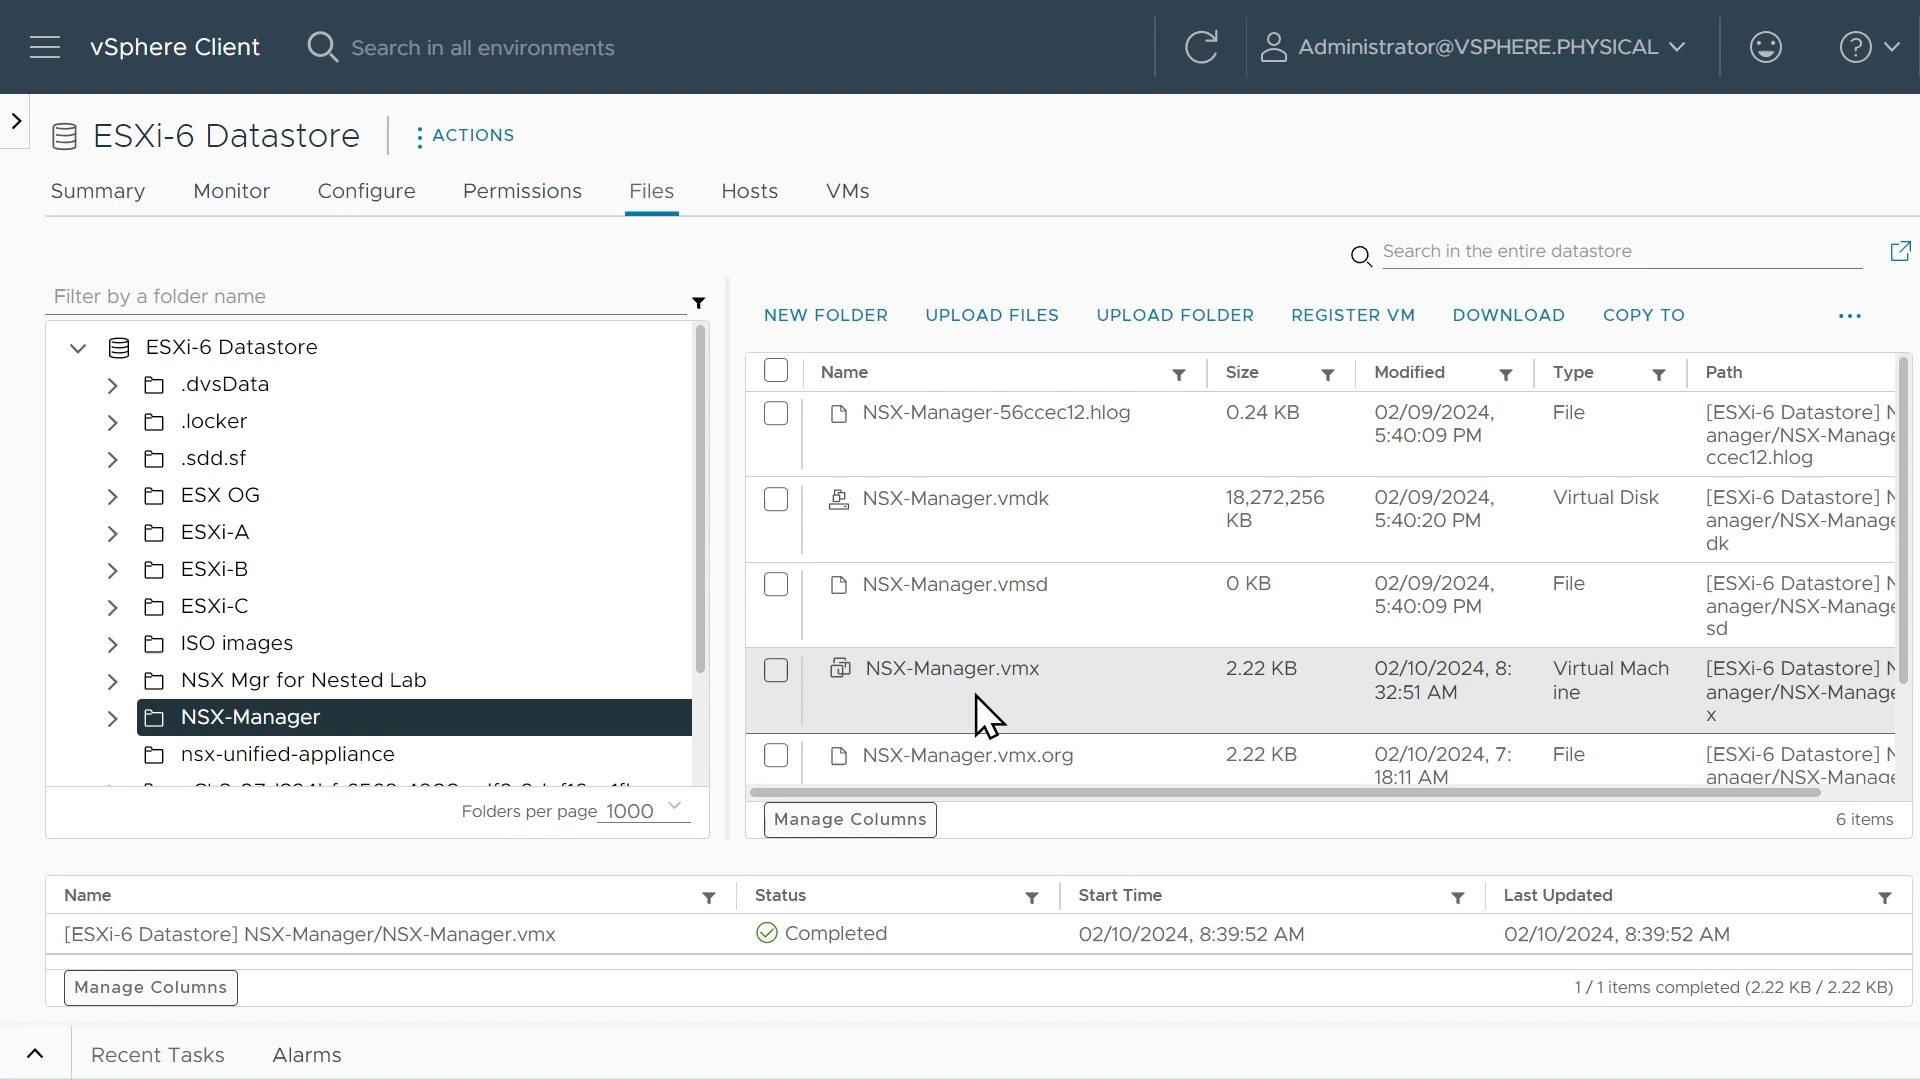 vSphere Client
Search in all environments
Administrator@VSPHERE.PHYSICAL
ESXi-6 Datastore
ACTIONS
Summary Monitor Configure Permissions Files Hosts VMs
Search in the entire datastore
Filter by a folder name
ESXi-6 Datastore
.dvsData
.locker
.sdd.sf
ESX OG
ESXi-A
ESXi-B
ESXi-C
ISO images
NSX Mgr for Nested Lab
NSX-Manager
nsx-unified-appliance
Folders per page 1000
NEW FOLDER UPLOAD FILES UPLOAD FOLDER REGISTER VM DOWNLOAD COPY TO ...
Name Size Modified Type Path
NSX-Manager-56ccec12.hlog 0.24 KB 02/09/2024, File [ESXi-6 Datastore] N
5:40:09 PM anager/NSX-Manage
ccec12.hlog
NSX-Manager.vmdk 18,272,256 02/09/2024, Virtual Disk [ESXi-6 Datastore] N
KB 5:40:20 PM anager/NSX-Manage
dk
NSX-Manager.vmsd 0 KB 02/09/2024, File [ESXi-6 Datastore] N
5:40:09 PM anager/NSX-Manage
sd
NSX-Manager.vmx 2.22 KB 02/10/2024, 8: Virtual Mach [ESXi-6 Datastore] N
32:51 AM ine anager/NSX-Manage
x
NSX-Manager.vmx.org 2.22 KB 02/10/2024, 7: File [ESXi-6 Datastore] N
18:11 AM anager/NSX-Manage
Manage Columns 6 items
Name Status Start Time Last Updated
[ESXi-6 Datastore] NSX-Manager/NSX-Manager.vmx Completed 02/10/2024, 8:39:52 AM 02/10/2024, 8:39:52 AM
Manage Columns 1 / 1 items completed (2.22 KB / 2.22 KB)
Recent Tasks Alarms